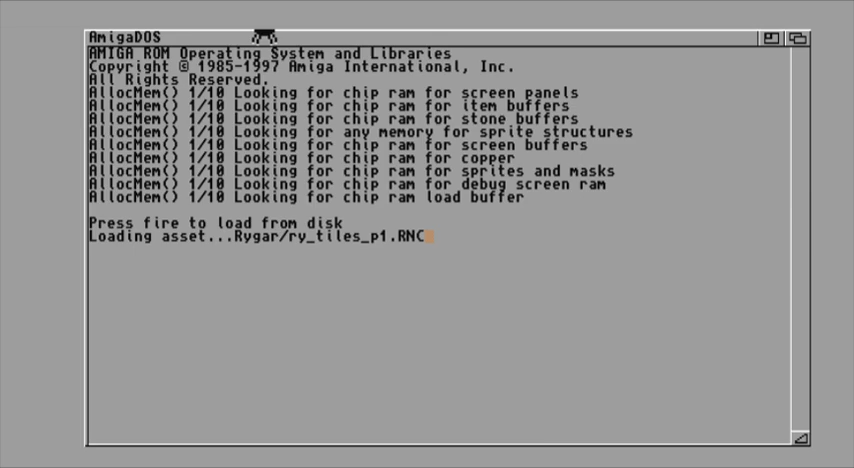 AmigaDOS
AMIGA ROM Operating System and Libraries
Copyright © 1985-1997 Amiga International, Inc.
All Rights Reserved.
AllocMem() 1/10 Looking for chip ram for screen panels
AllocMem() 1/10 Looking for chip ram for item buffers
AllocMem() 1/10 Looking for chip ram for stone buffers
AllocMem() 1/10 Looking for any memory for sprite structures
AllocMem() 1/10 Looking for chip ram for screen buffers
AllocMem() 1/10 Looking for chip ram for copper
AllocMem() 1/10 Looking for chip ram for sprites and masks
AllocMem() 1/10 Looking for chip ram for debug screen ram
AllocMem() 1/10 Looking for chip ram load buffer
Press fire to load from disk
Loading asset...Rygar/ry_tiles_p1.RNC